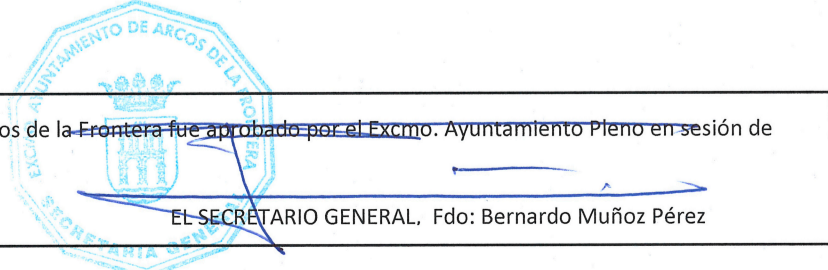 EXCMO AYUNTAMIENTO DE ARCOS DE LA FRONTERA
os de la Frontera fue aprobado por el Excmo. Ayuntamiento Pleno en sesión de
EL SECRETARIO GENERAL, Fdo: Bernardo Muñoz Pérez
SECRETARIA GENERAL